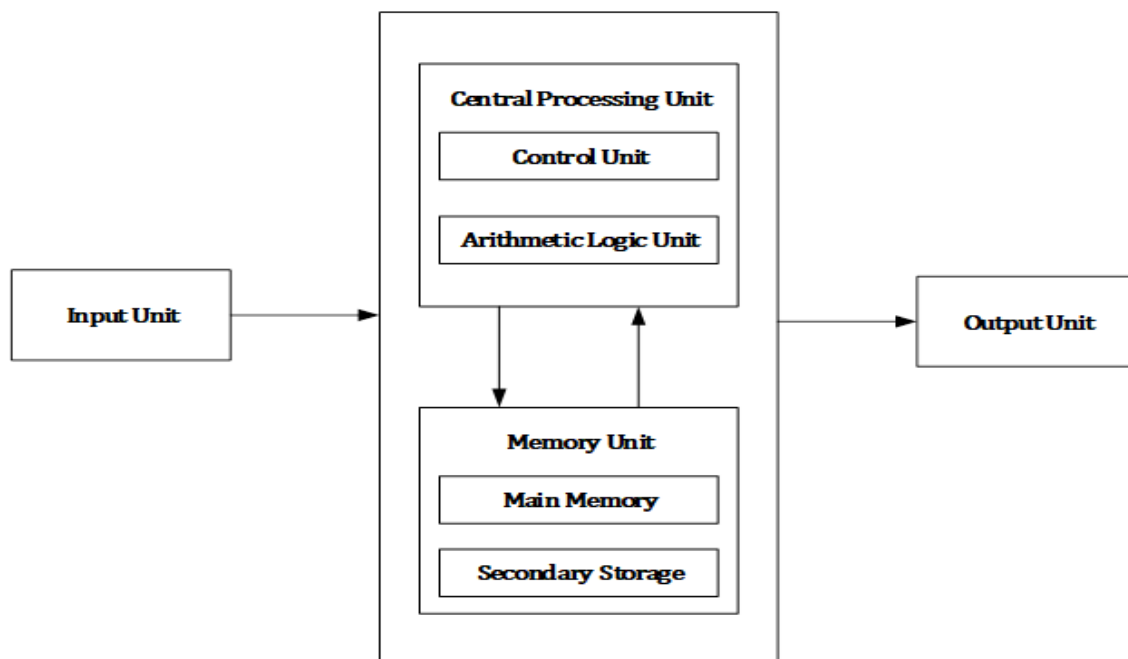 Central Processing Unit
Control Unit
Arithmetic Logic Unit
Input Unit
Output Unit
Memory Unit
Main Memory
Secondary Storage